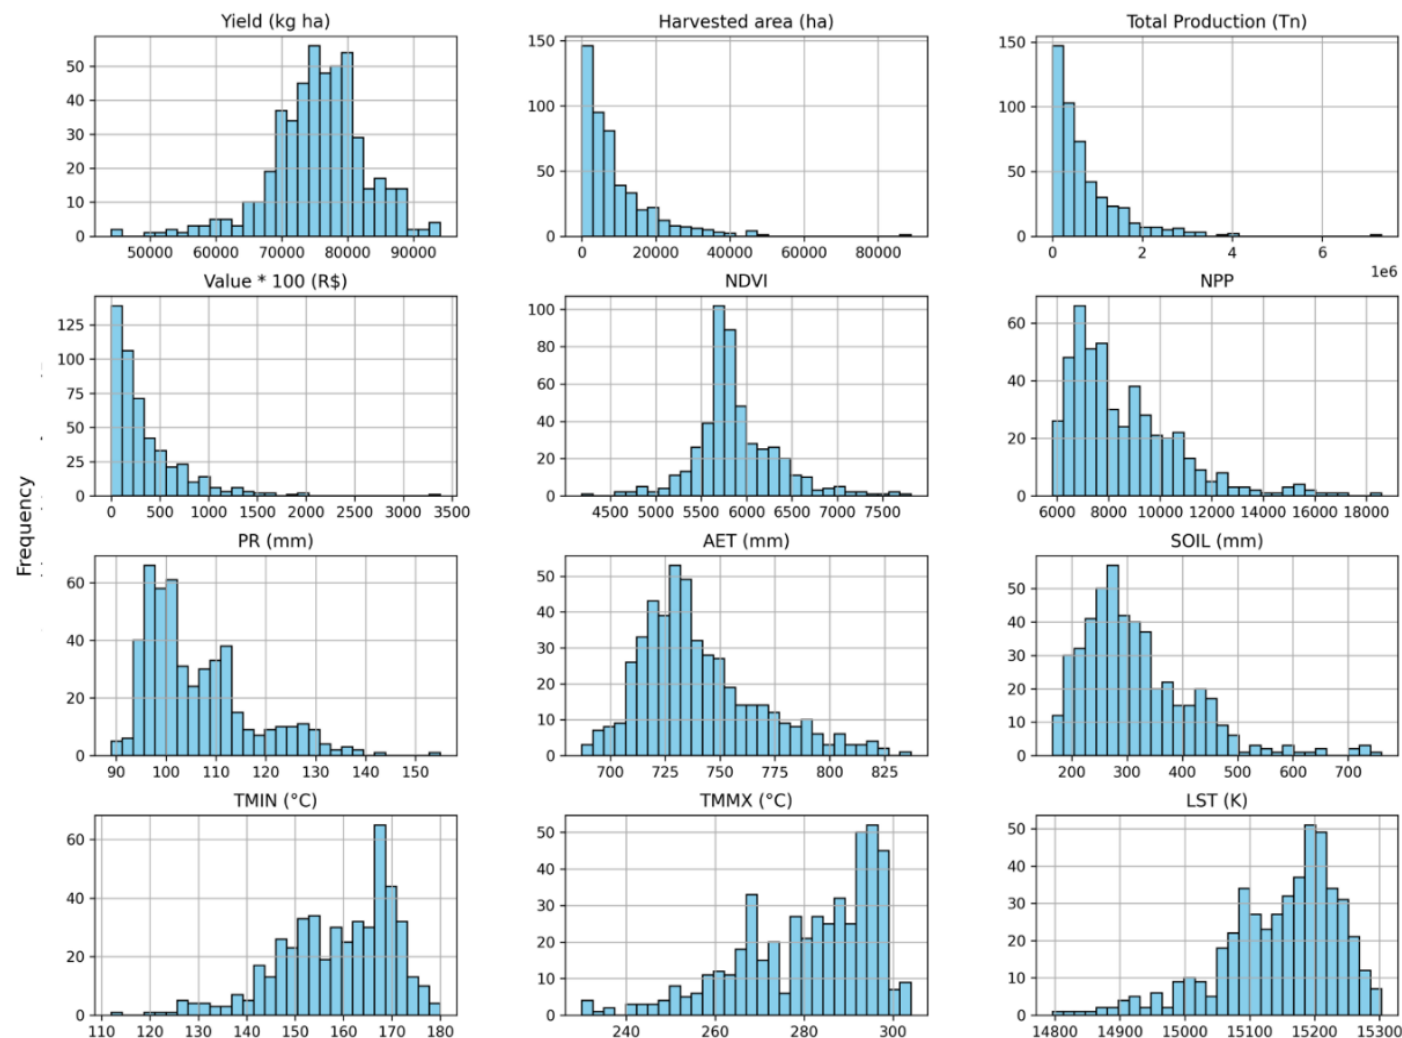 Yield (kg ha) Harvested area (ha) Total Production (Tn)
50 40 30 20 10 0
150 100 50 0
150 100 50 0
50000 60000 70000 80000 90000
0 20000 40000 60000 80000
0 2 4 6
1e6
Value * 100 (R$) NDVI NPP
125 100 75 50 25 0
100 80 60 40 20 0
60 40 20 0
0 500 1000 1500 2000 2500 3000 3500
4500 5000 5500 6000 6500 7000 7500
6000 8000 10000 12000 14000 16000 18000
Frequency
PR (mm) AET (mm) SOIL (mm)
60 40 20 0
50 40 30 20 10 0
50 40 30 20 10 0
90 100 110 120 130 140 150
700 725 750 775 800 825
200 300 400 500 600 700
TMIN (°C) TMMX (°C) LST (K)
60 40 20 0
50 40 30 20 10 0
50 40 30 20 10 0
110 120 130 140 150 160 170 180
240 260 280 300
14800 14900 15000 15100 15200 15300